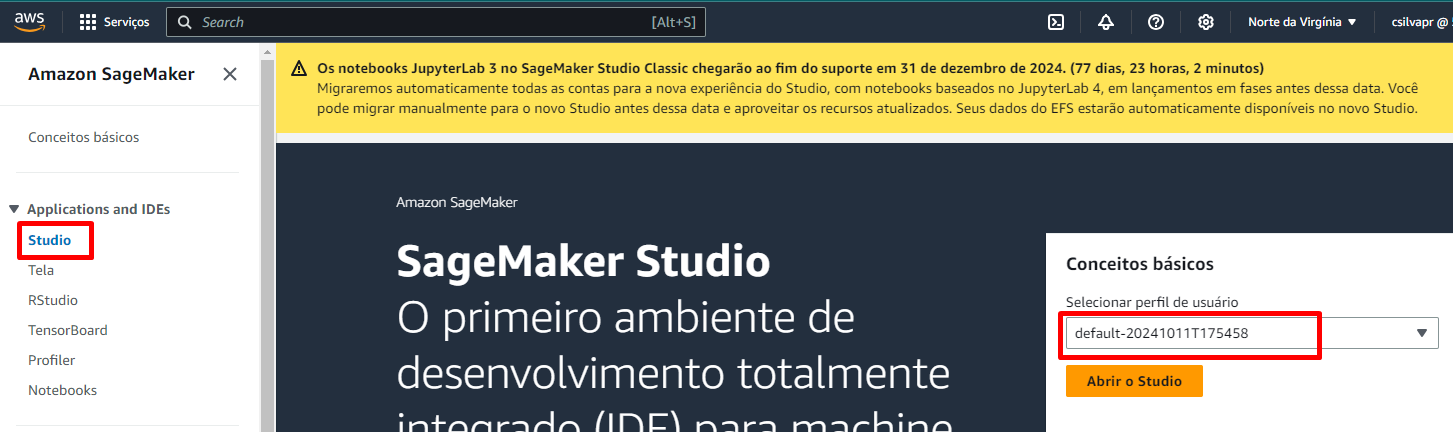 aws
Serviços
Search
[Alt+S]
Norte da Virgínia
csilvapr @
Amazon SageMaker
Conceitos básicos
Applications and IDEs
Studio
Tela
RStudio
TensorBoard
Profiler
Notebooks
Os notebooks JupyterLab 3 no SageMaker Studio Classic chegarão ao fim do suporte em 31 de dezembro de 2024. (77 dias, 23 horas, 2 minutos)
Migraremos automaticamente todas as contas para a nova experiência do Studio, com notebooks baseados no JupyterLab 4, em lançamentos em fases antes dessa data. Você
pode migrar manualmente para o novo Studio antes dessa data e aproveitar os recursos atualizados. Seus dados do EFS estarão automaticamente disponíveis no novo Studio.
Amazon SageMaker
SageMaker Studio
O primeiro ambiente de
desenvolvimento totalmente
integrado (IDE) para machine
Conceitos básicos
Selecionar perfil de usuário
default-20241011T175458
Abrir o Studio